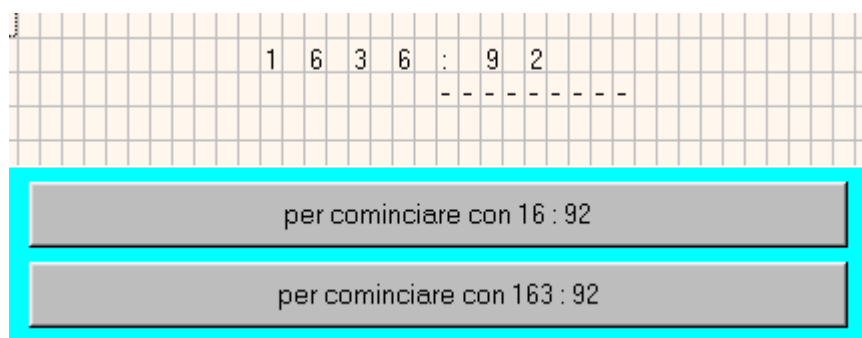 1 6 3 6 : 9 2
- - - - - - - - -
per cominciare con 16 : 92
per cominciare con 163 : 92